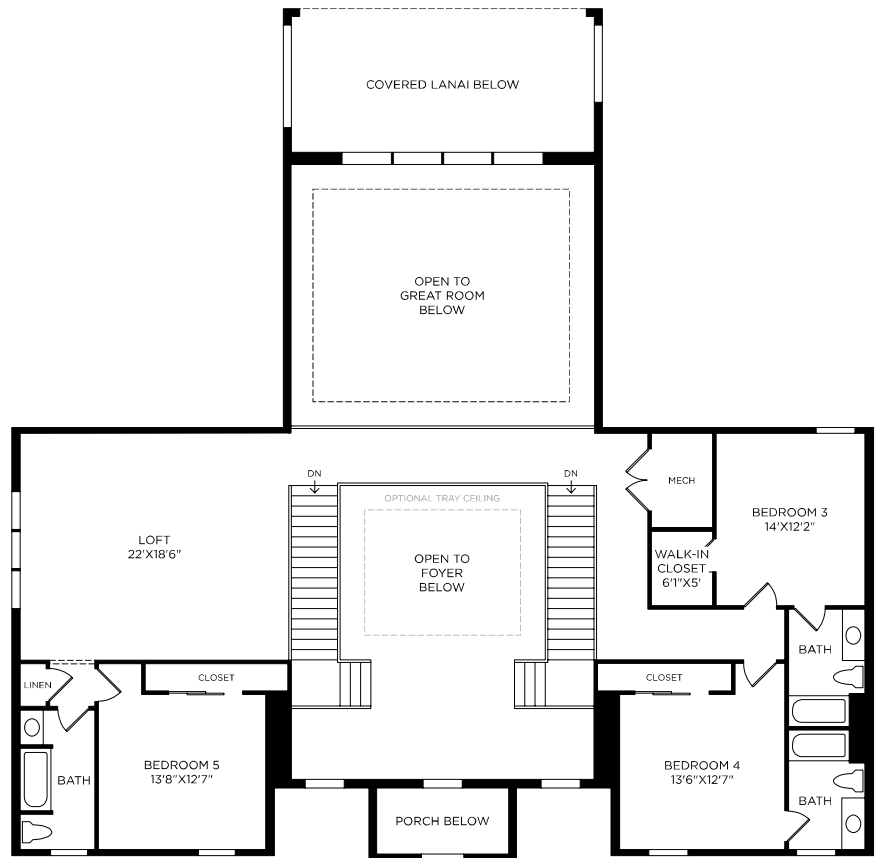 COVERED LANAI BELOW
OPEN TO
GREAT ROOM
BELOW
DN
DN
OPTIONAL TRAY CEILING
MECH
BEDROOM 3
14'X12'2"
LOFT
22'X18'6"
OPEN TO
FOYER
BELOW
WALK-IN
CLOSET
6'1"X5'
BATH
LINEN
CLOSET
CLOSET
BEDROOM 5
13'8"X12'7"
BATH
BEDROOM 4
13'6"X12'7"
BATH
PORCH BELOW